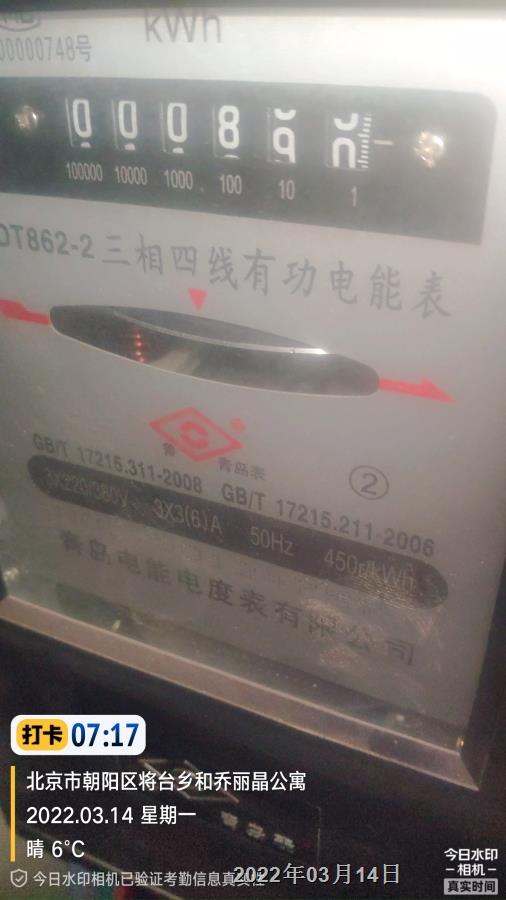 kWh
00000748号
0 0 0 8 9 0
100000 10000 1000 100 10 1
DT862-2 三相四线有功电能表
青岛表
GB/T 17215.311-2008 GB/T 17215.211-2006
②
3X220/380V 3X3(6)A 50Hz 450r/kWh
青岛电能电度表有限公司
打卡 07:17
北京市朝阳区将台乡和乔丽晶公寓
2022.03.14 星期一
晴 6°C
今日水印相机已验证考勤信息真实性
2022年03月14日
今日水印
相机
真实时间